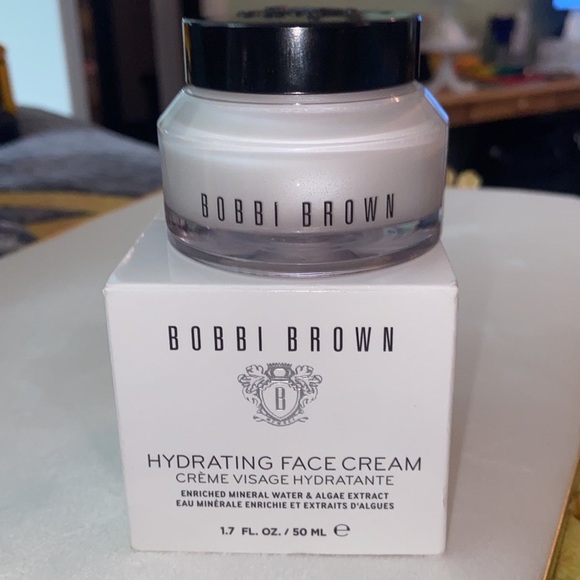 BOBBI BROWN
BOBBI BROWN
B
HYDRATING FACE CREAM
CRÈME VISAGE HYDRATANTE
ENRICHED MINERAL WATER & ALGAE EXTRACT
EAU MINÉRALE ENRICHIE ET EXTRAITS D'ALGUES
1.7 FL. OZ. / 50 ML ℮